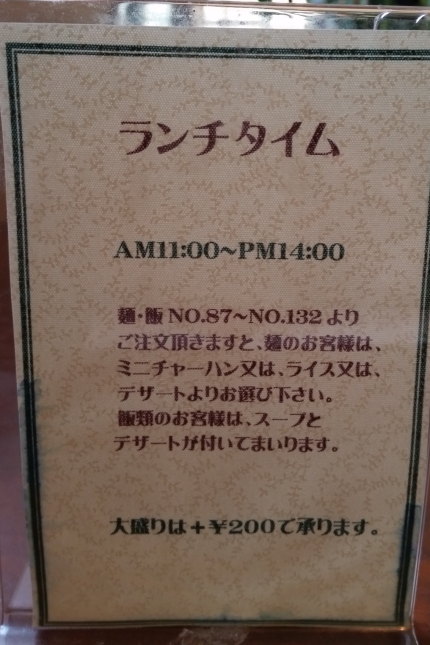 ランチタイム
AM11:00~PM14:00
麺・飯 NO.87~NO.132より
ご注文頂きますと、麺のお客様は、
ミニチャーハン又は、ライス又は、
デザートよりお選び下さい。
飯類のお客様は、スープと
デザートが付いてまいります。
大盛りは+¥200で承ります。